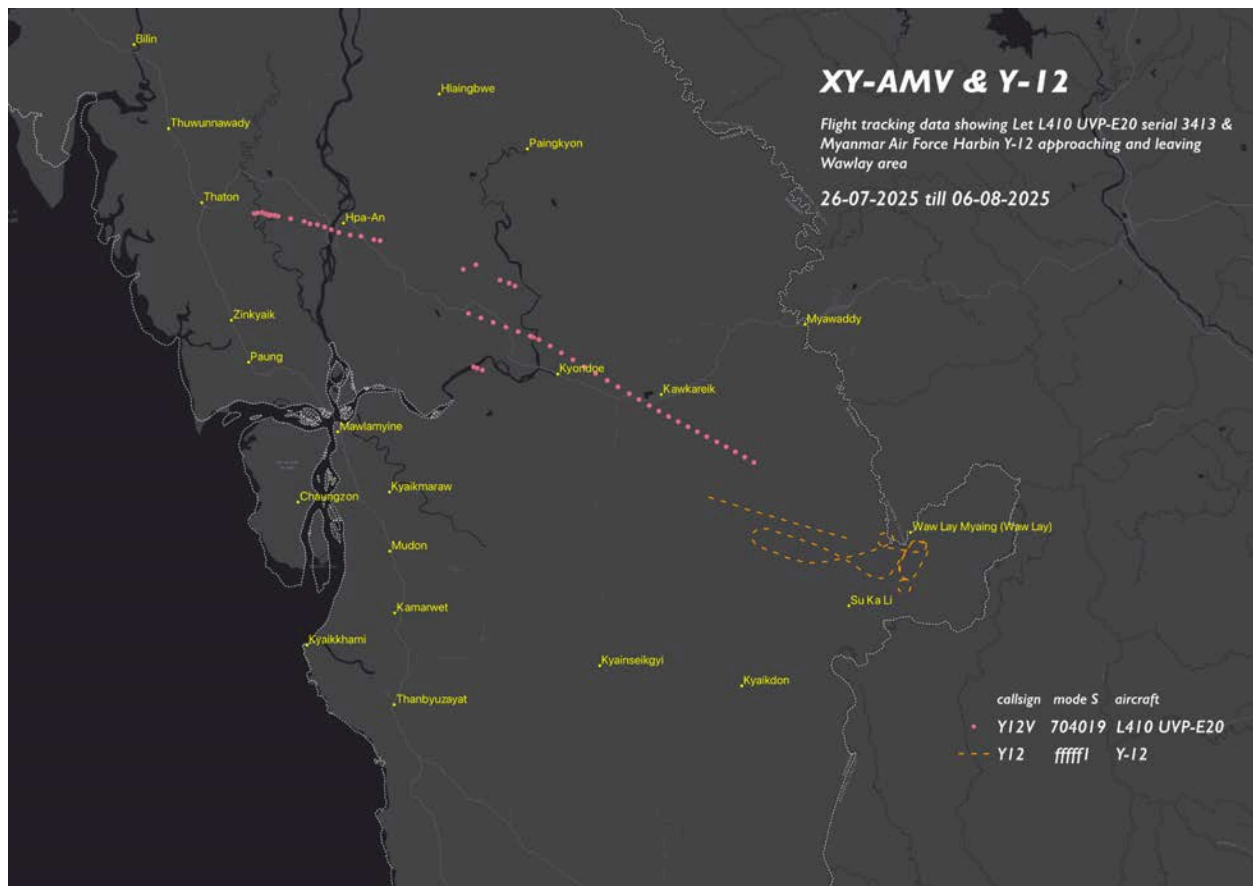 Bilin
Hlaingbwe
XY-AMV & Y-12
Flight tracking data showing Let L410 UVP-E20 serial 3413 &
Myanmar Air Force Harbin Y-12 approaching and leaving
Wawlay area
26-07-2025 till 06-08-2025
Thuwunnawady
Paingkyon
Thaton
Hpa-An
Zinkyaik
Myawaddy
Paung
Kyondoe
Kawkareik
Mawlamyine
Kyaikmaraw
Chaungzon
Waw Lay Myaing (Waw Lay)
Mudon
Su Ka Li
Kamarwet
Kyaikkhami
Kyainseikgyi
Kyaikdon
Thanbyuzayat
callsign mode S aircraft
Y12V 704019 L410 UVP-E20
Y12 fffff1 Y-12